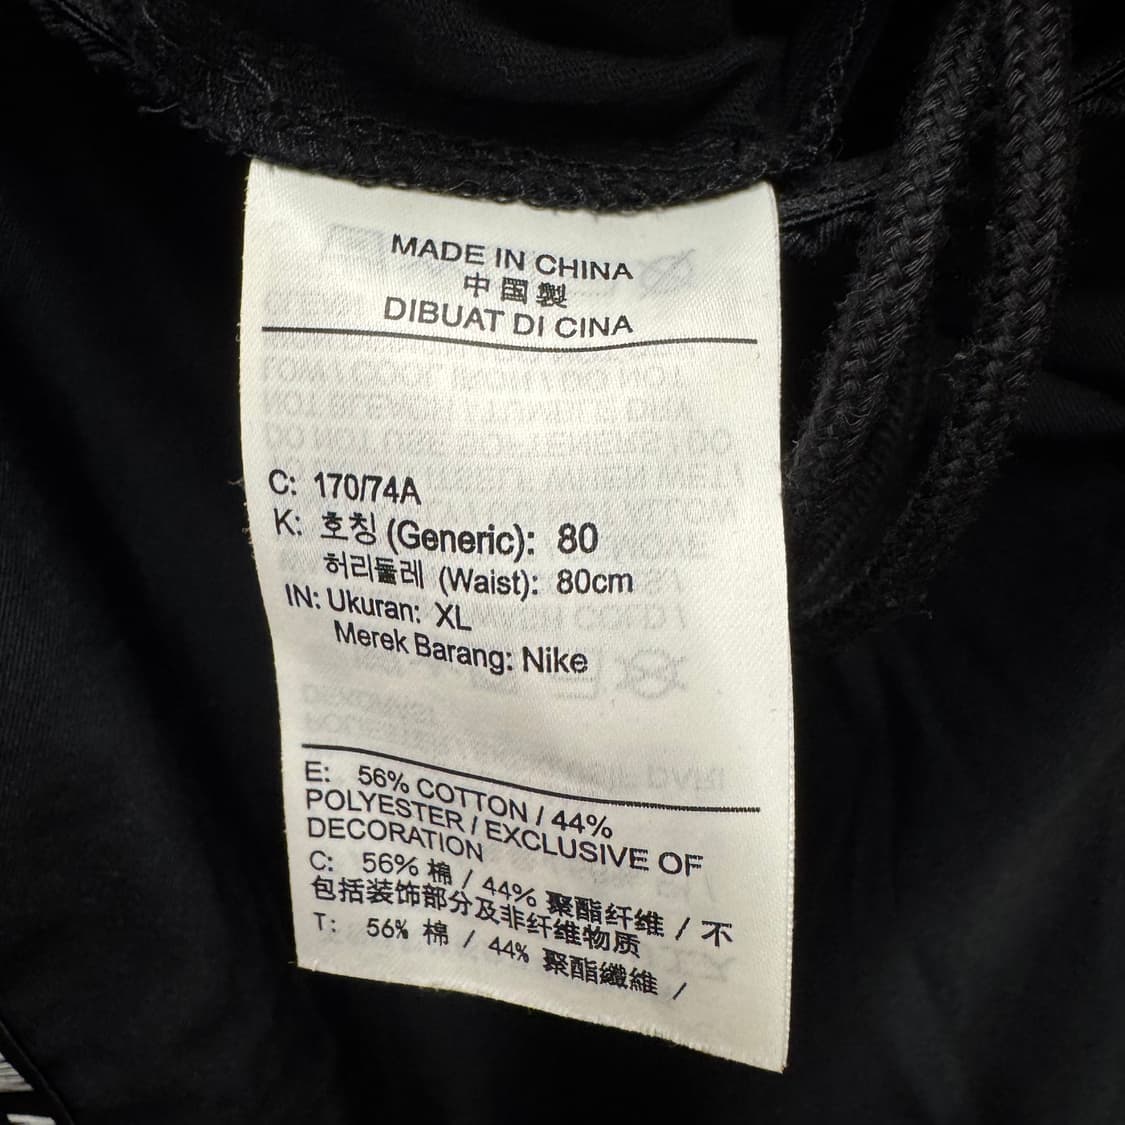 MADE IN CHINA
中国製
DIBUAT DI CINA
C: 170/74A
K: 호칭 (Generic): 80
허리둘레 (Waist): 80cm
IN: Ukuran: XL
Merek Barang: Nike
E: 56% COTTON / 44%
POLYESTER / EXCLUSIVE OF
DECORATION
C: 56% 棉 / 44% 聚酯纤维 / 不
包括装饰部分及非纤维物质
T: 56% 棉 / 44% 聚酯纖維 /